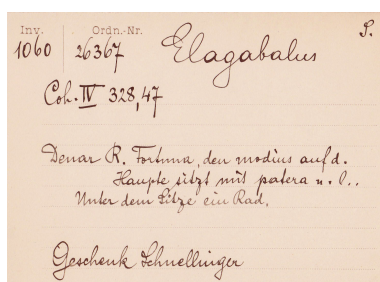 Inv. Ordn.-Nr. S.
1060 26367 Elagabalus
Coh. IV 328,47
Denar R. Fortuna, den modius auf d.
Haupte sitzt mit patera u.
Unter dem Sitze ein Rad.
Geschenk Schnellinger